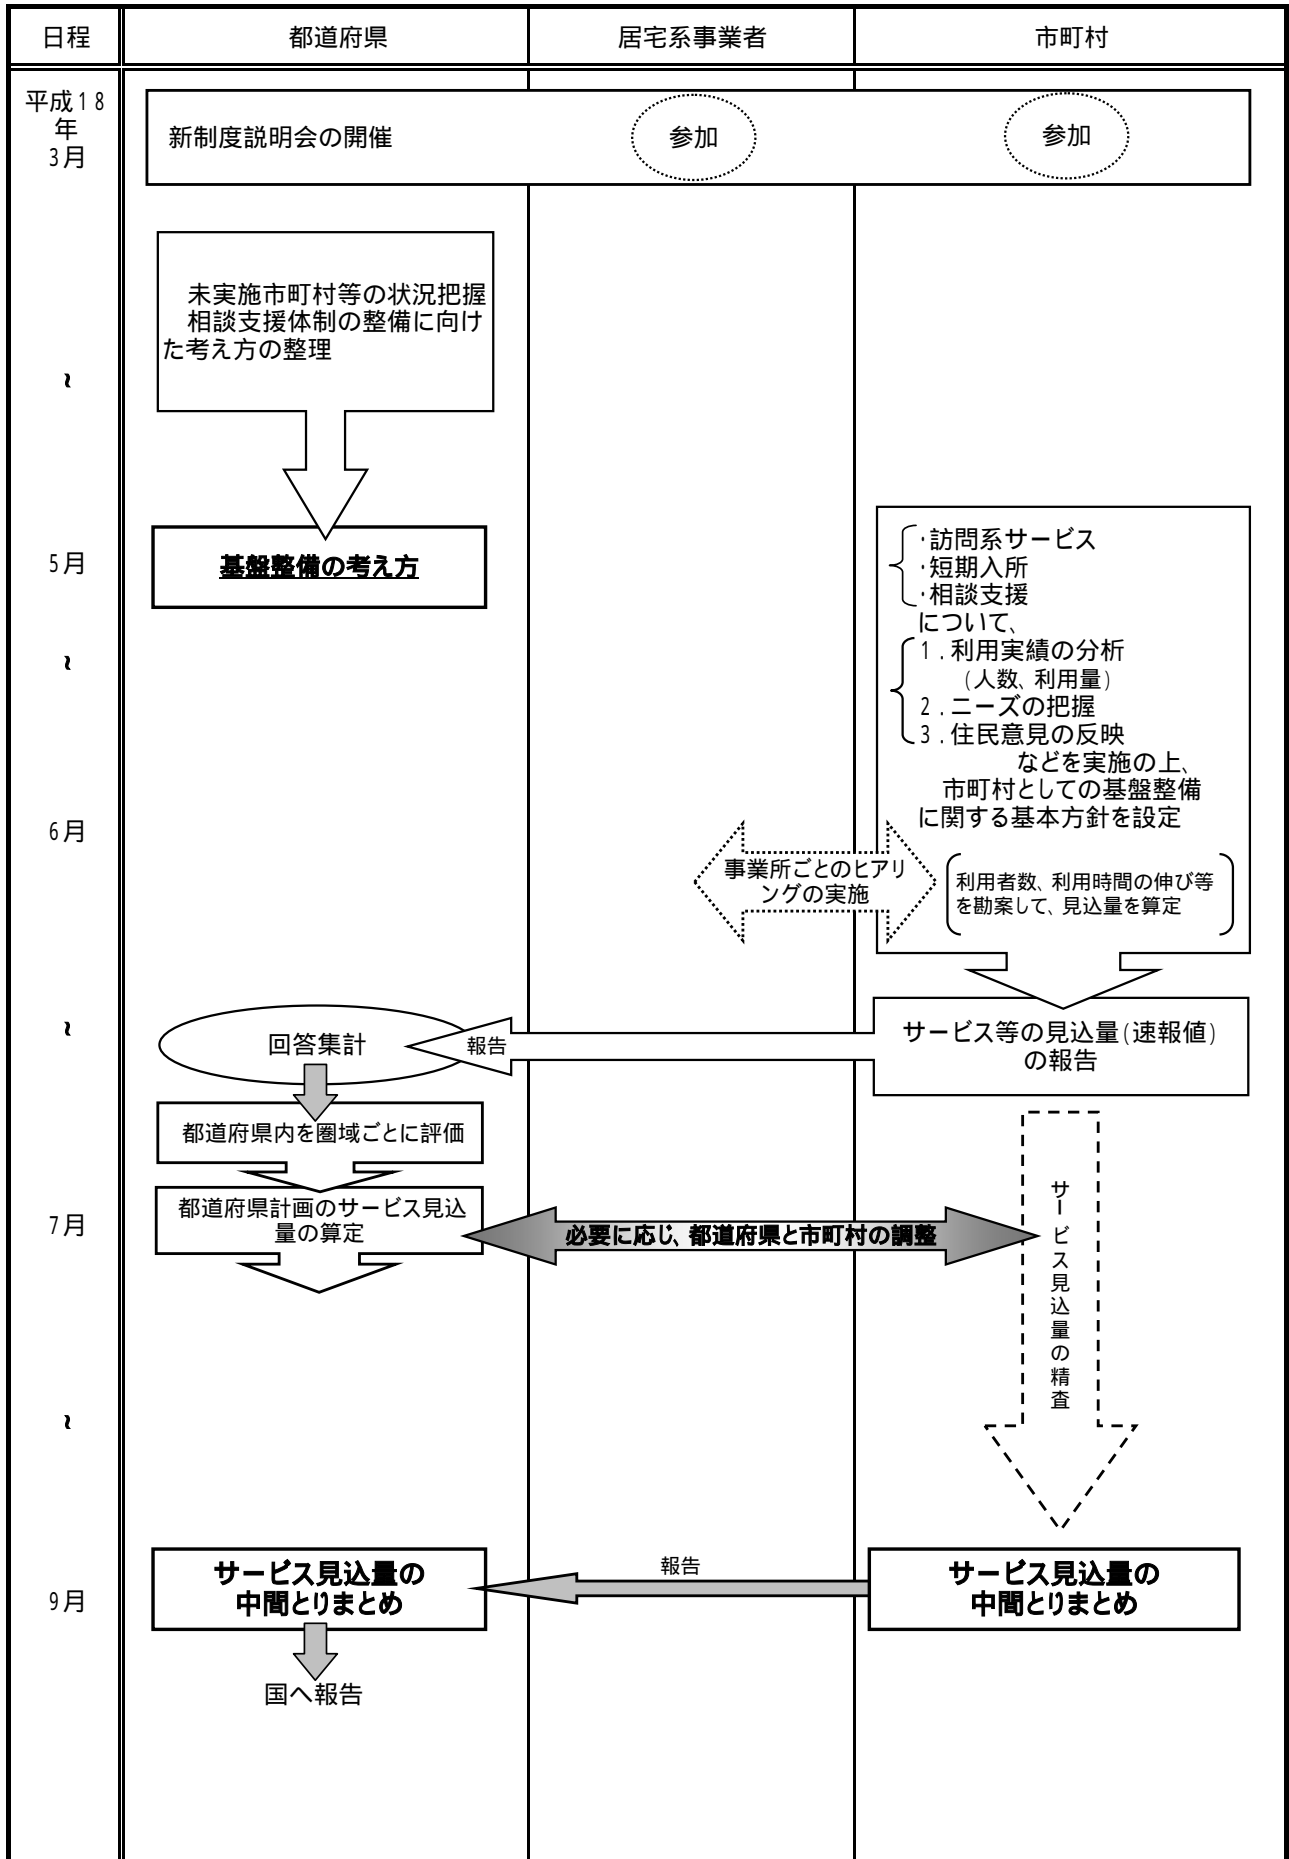 日程
都道府県
居宅系事業者
市町村
平成18
年
3月
新制度説明会の開催
参加
参加
未実施市町村等の状況把握
相談支援体制の整備に向け
た考え方の整理
~
5月
基盤整備の考え方
・訪問系サービス
・短期入所
・相談支援
について、
1.利用実績の分析
(人数、利用量)
2.ニーズの把握
3.住民意見の反映
などを実施の上、
市町村としての基盤整備
に関する基本方針を設定
~
6月
事業所ごとのヒアリ
ングの実施
利用者数、利用時間の伸び等
を勘案して、見込量を算定
~
回答集計
報告
サービス等の見込量(速報値)
の報告
都道府県内を圏域ごとに評価
7月
都道府県計画のサービス見込
量の算定
必要に応じ、都道府県と市町村の調整
サービス見込量の精査
~
9月
サービス見込量の
中間とりまとめ
報告
サービス見込量の
中間とりまとめ
国へ報告